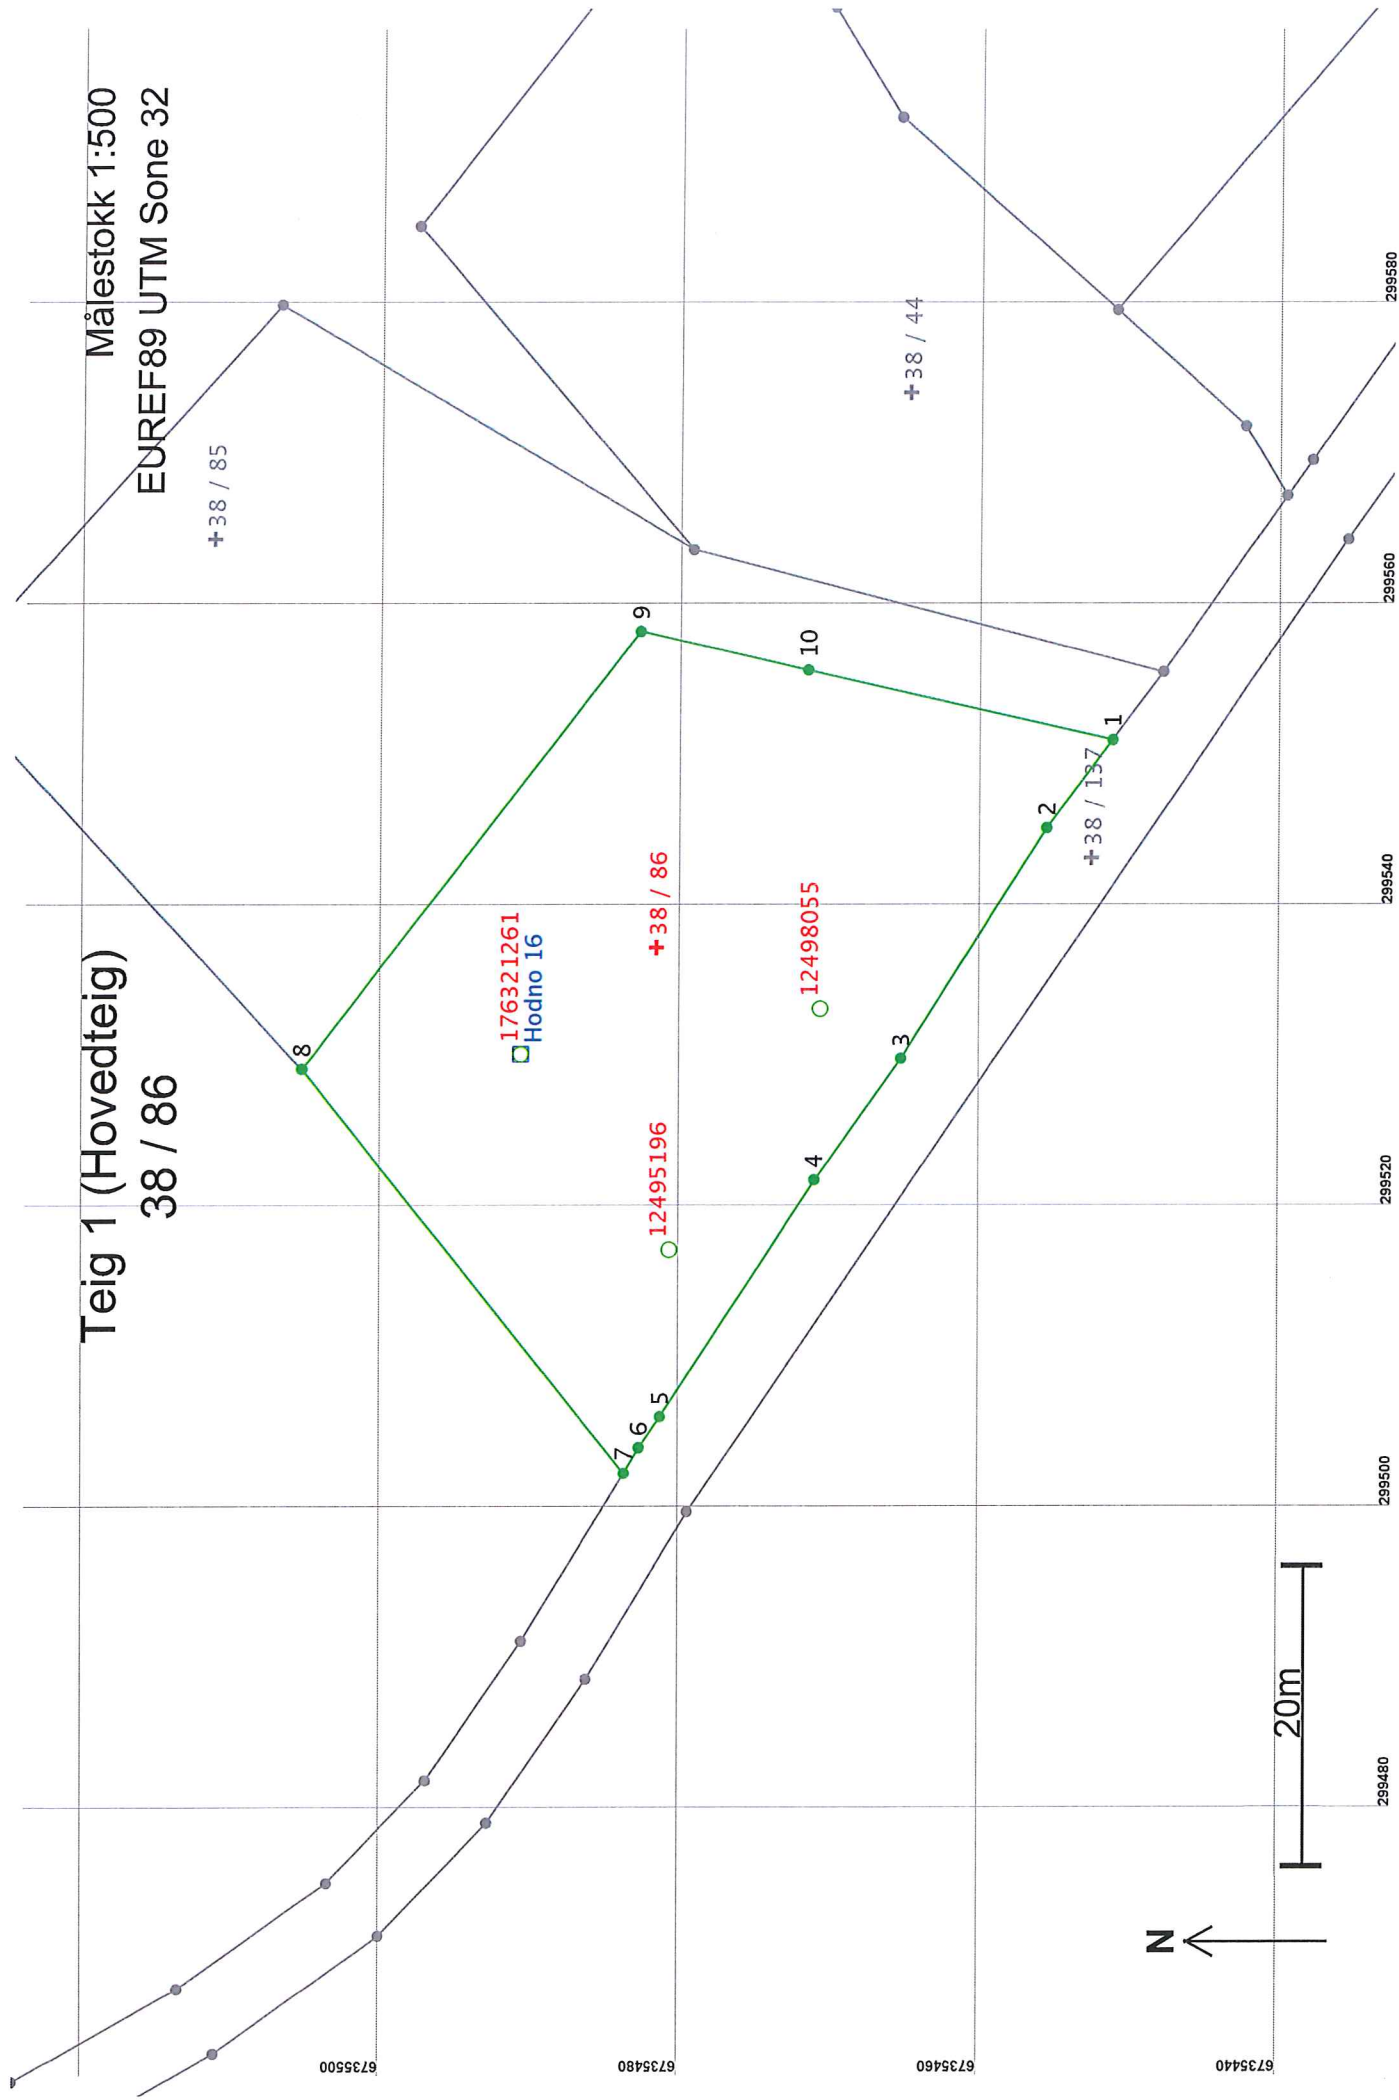 Teig 1 (Hovedteig)
38 / 86
Målestokk 1:500
EUREF89 UTM Sone 32
+38 / 85
8
176321261
Hodno 16
12495196
+38 / 86
9
10
12498055
7
6
5
4
3
2
1
+38 / 137
+38 / 44
N
20m
6735500
6735480
6735460
6735440
299480
299500
299520
299540
299560
299580